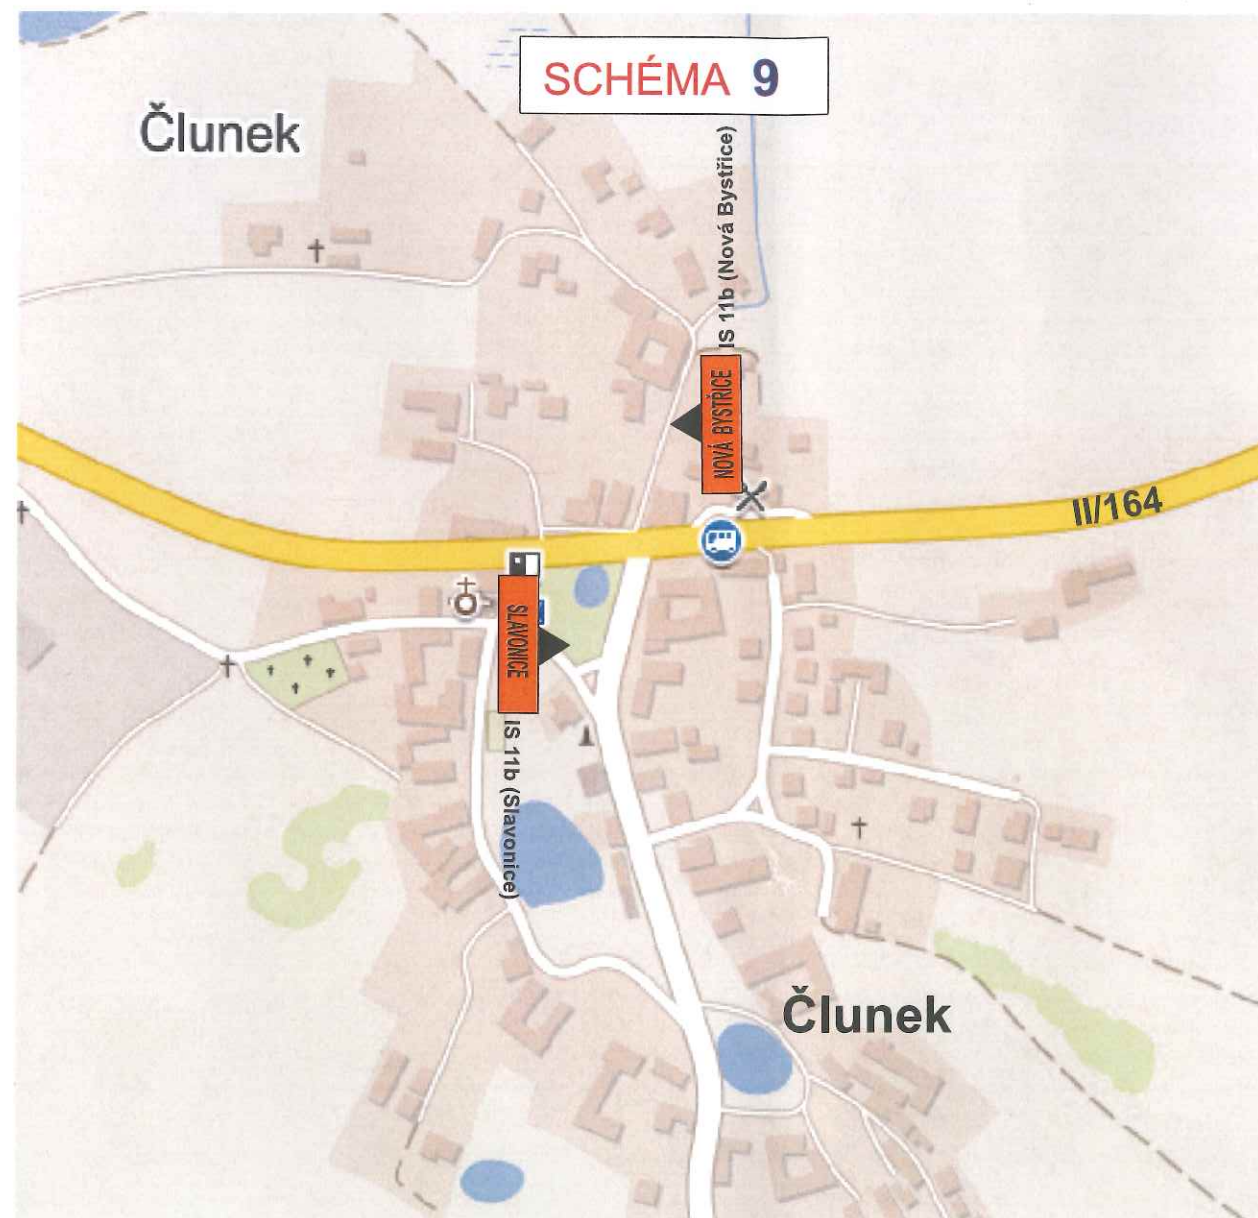 SCHÉMA 9
Člunek
IS 11b (Nová Bystřice)
NOVÁ BYSTŘICE
II/164
SLAVONICE
IS 11b (Slavonice)
Člunek